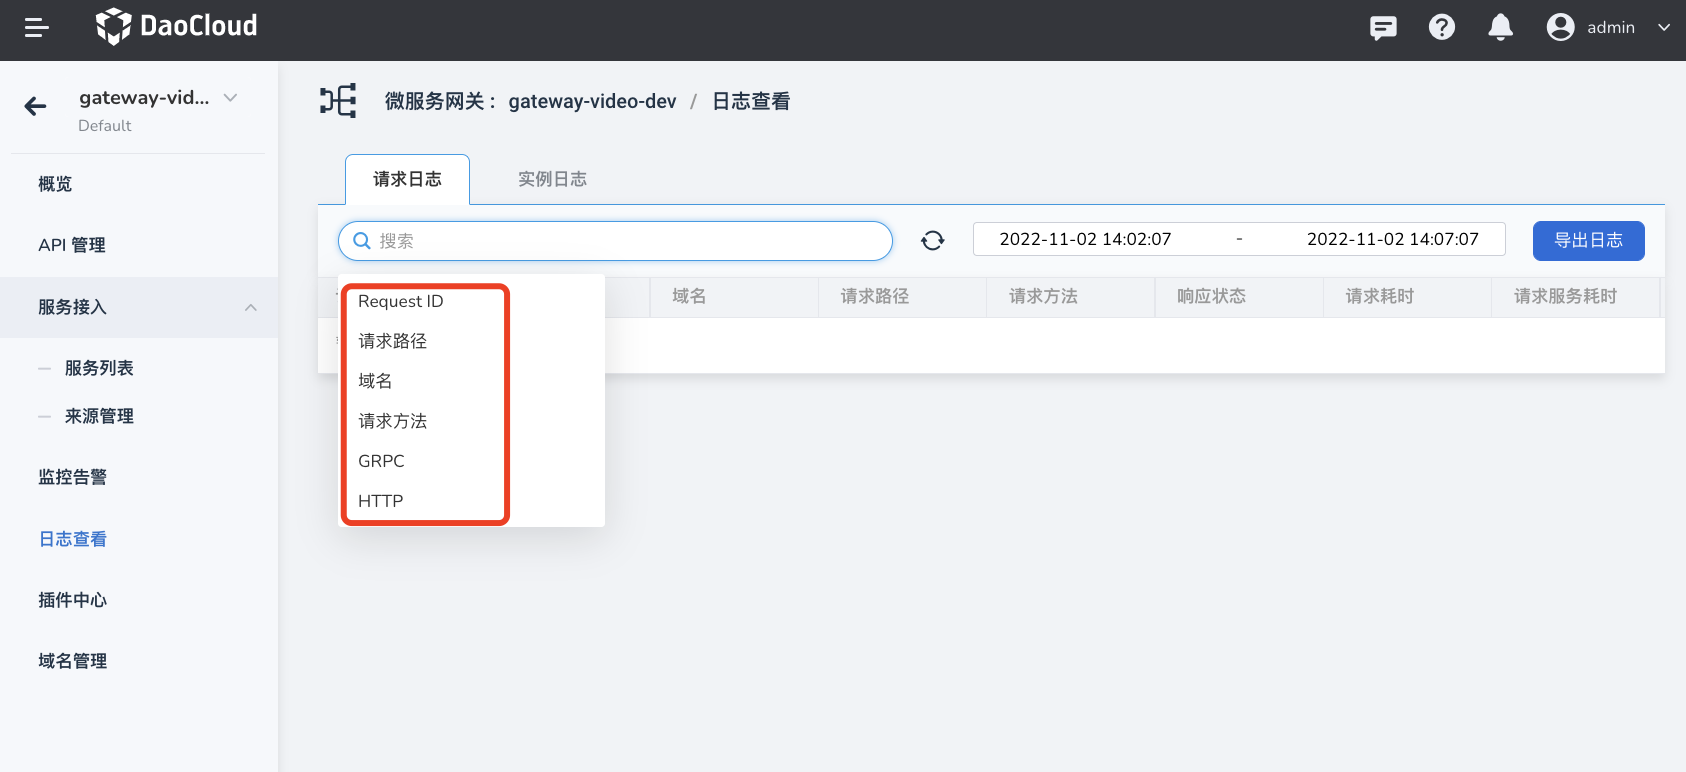 DaoCloud
admin
gateway-vid...
Default
概览
API 管理
服务接入
服务列表
来源管理
监控告警
日志查看
插件中心
域名管理
微服务网关： gateway-video-dev / 日志查看
请求日志
实例日志
搜索
2022-11-02 14:02:07 - 2022-11-02 14:07:07
导出日志
域名
请求路径
请求方法
响应状态
请求耗时
请求服务耗时
Request ID
请求路径
域名
请求方法
GRPC
HTTP